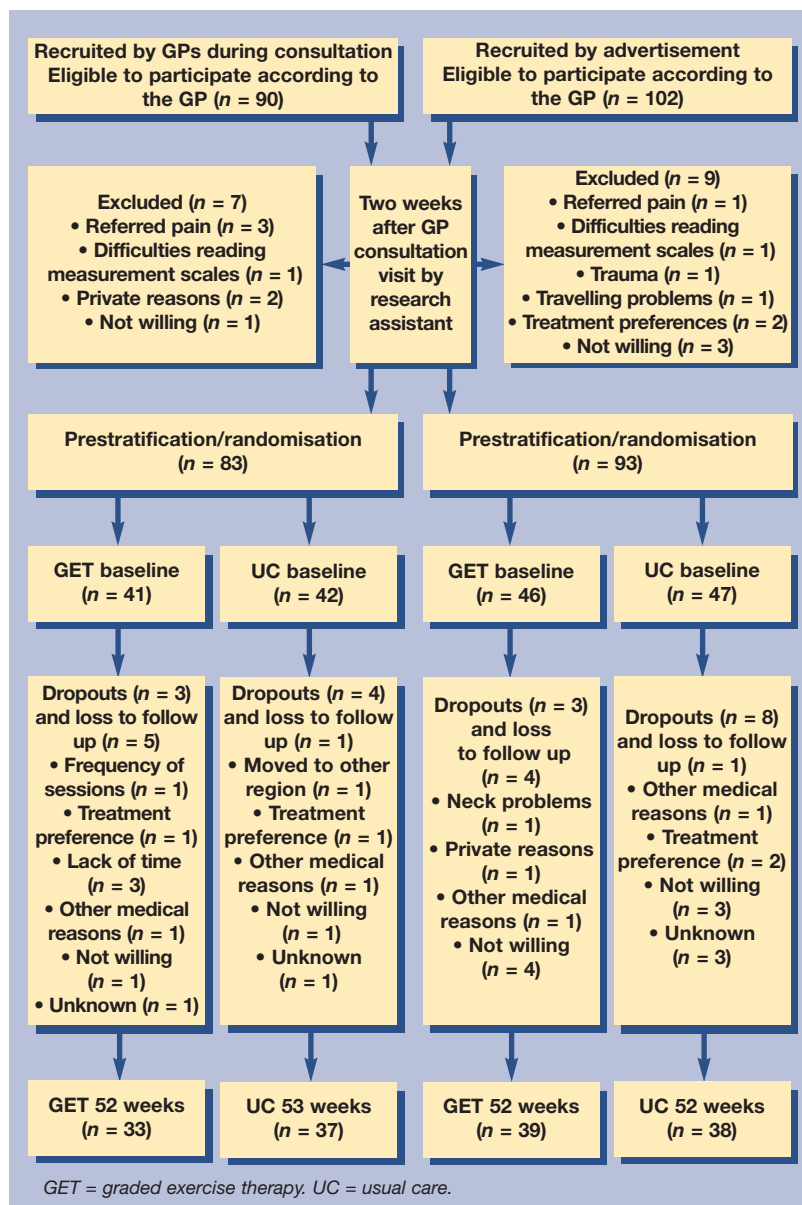 Recruited by GPs during consultation
Eligible to participate according to
the GP (n = 90)
Recruited by advertisement
Eligible to participate according to
the GP (n = 102)
Excluded (n = 7)
• Referred pain (n = 3)
• Difficulties reading
measurement scales (n = 1)
• Private reasons (n = 2)
• Not willing (n = 1)
Two weeks
after GP
consultation
visit by
research
assistant
Excluded (n = 9)
• Referred pain (n = 1)
• Difficulties reading
measurement scales (n = 1)
• Trauma (n = 1)
• Travelling problems (n = 1)
• Treatment preferences (n = 2)
• Not willing (n = 3)
Prestratification/randomisation
(n = 83)
Prestratification/randomisation
(n = 93)
GET baseline
(n = 41)
UC baseline
(n = 42)
GET baseline
(n = 46)
UC baseline
(n = 47)
Dropouts (n = 3)
and loss to follow
up (n = 5)
• Frequency of
sessions (n = 1)
• Treatment
preference (n = 1)
• Lack of time
(n = 3)
• Other medical
reasons (n = 1)
• Not willing
(n = 1)
• Unknown (n = 1)
Dropouts (n = 4)
and loss to follow
up (n = 1)
• Moved to other
region (n = 1)
• Treatment
preference (n = 1)
• Other medical
reasons (n = 1)
• Not willing
(n = 1)
• Unknown
(n = 1)
Dropouts (n = 3)
and loss
to follow up
(n = 4)
• Neck problems
(n = 1)
• Private reasons
(n = 1)
• Other medical
reasons (n = 1)
• Not willing
(n = 4)
Dropouts (n = 8)
and loss to follow
up (n = 1)
• Other medical
reasons (n = 1)
• Treatment
preference (n = 2)
• Not willing
(n = 3)
• Unknown
(n = 3)
GET 52 weeks
(n = 33)
UC 53 weeks
(n = 37)
GET 52 weeks
(n = 39)
UC 52 weeks
(n = 38)
GET = graded exercise therapy. UC = usual care.